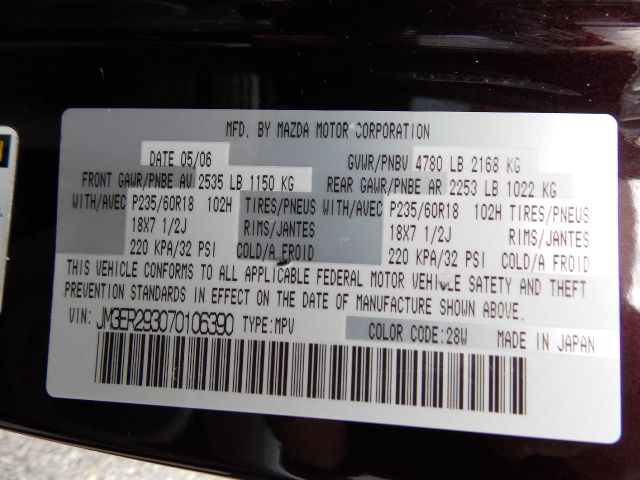 MFD. BY MAZDA MOTOR CORPORATION
DATE 05/06 GVWR/PNBV 4780 LB 2168 KG
FRONT GAWR/PNBE AV 2535 LB 1150 KG REAR GAWR/PNBE AR 2253 LB 1022 KG
WITH/AVEC P235/60R18 102H TIRES/PNEUS WITH/AVEC P235/60R18 102H TIRES/PNEUS
18X7 1/2J RIMS/JANTES 18X7 1/2J RIMS/JANTES
220 KPA/32 PSI COLD/A FROID 220 KPA/32 PSI COLD/A FROID
THIS VEHICLE CONFORMS TO ALL APPLICABLE FEDERAL MOTOR VEHICLE SAFETY AND THEFT
PREVENTION STANDARDS IN EFFECT ON THE DATE OF MANUFACTURE SHOWN ABOVE.
VIN: JM3ER293070106390 TYPE:MPV COLOR CODE:28W MADE IN JAPAN